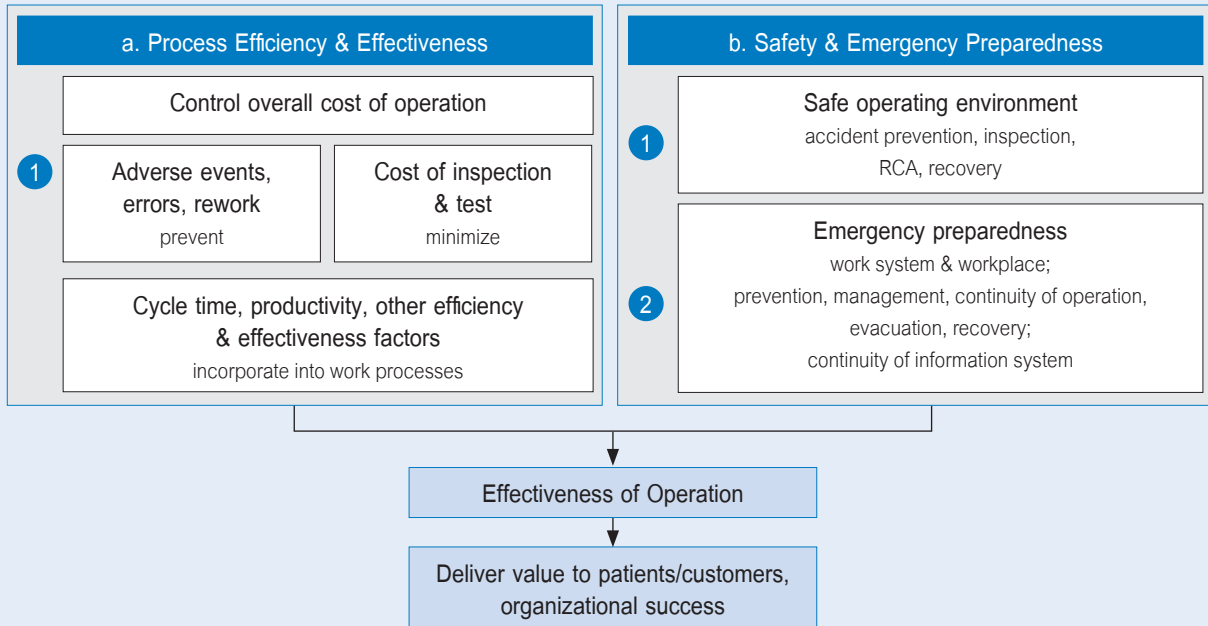 a. Process Efficiency & Effectiveness
Control overall cost of operation
1
Adverse events,
errors, rework
prevent
Cost of inspection
& test
minimize
Cycle time, productivity, other efficiency
& effectiveness factors
incorporate into work processes
b. Safety & Emergency Preparedness
1
Safe operating environment
accident prevention, inspection,
RCA, recovery
2
Emergency preparedness
work system & workplace;
prevention, management, continuity of operation,
evacuation, recovery;
continuity of information system
Effectiveness of Operation
Deliver value to patients/customers,
organizational success